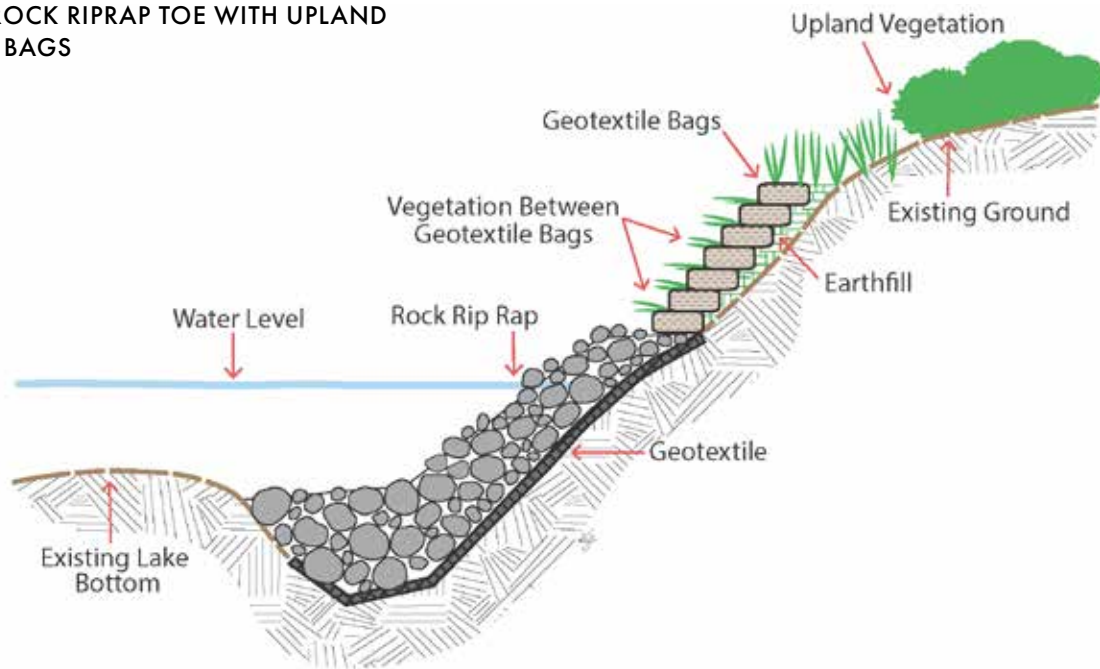 ROCK RIPRAP TOE WITH UPLAND
BAGS
Upland Vegetation
Geotextile Bags
Vegetation Between
Geotextile Bags
Existing Ground
Earthfill
Water Level
Rock Rip Rap
Geotextile
Existing Lake
Bottom